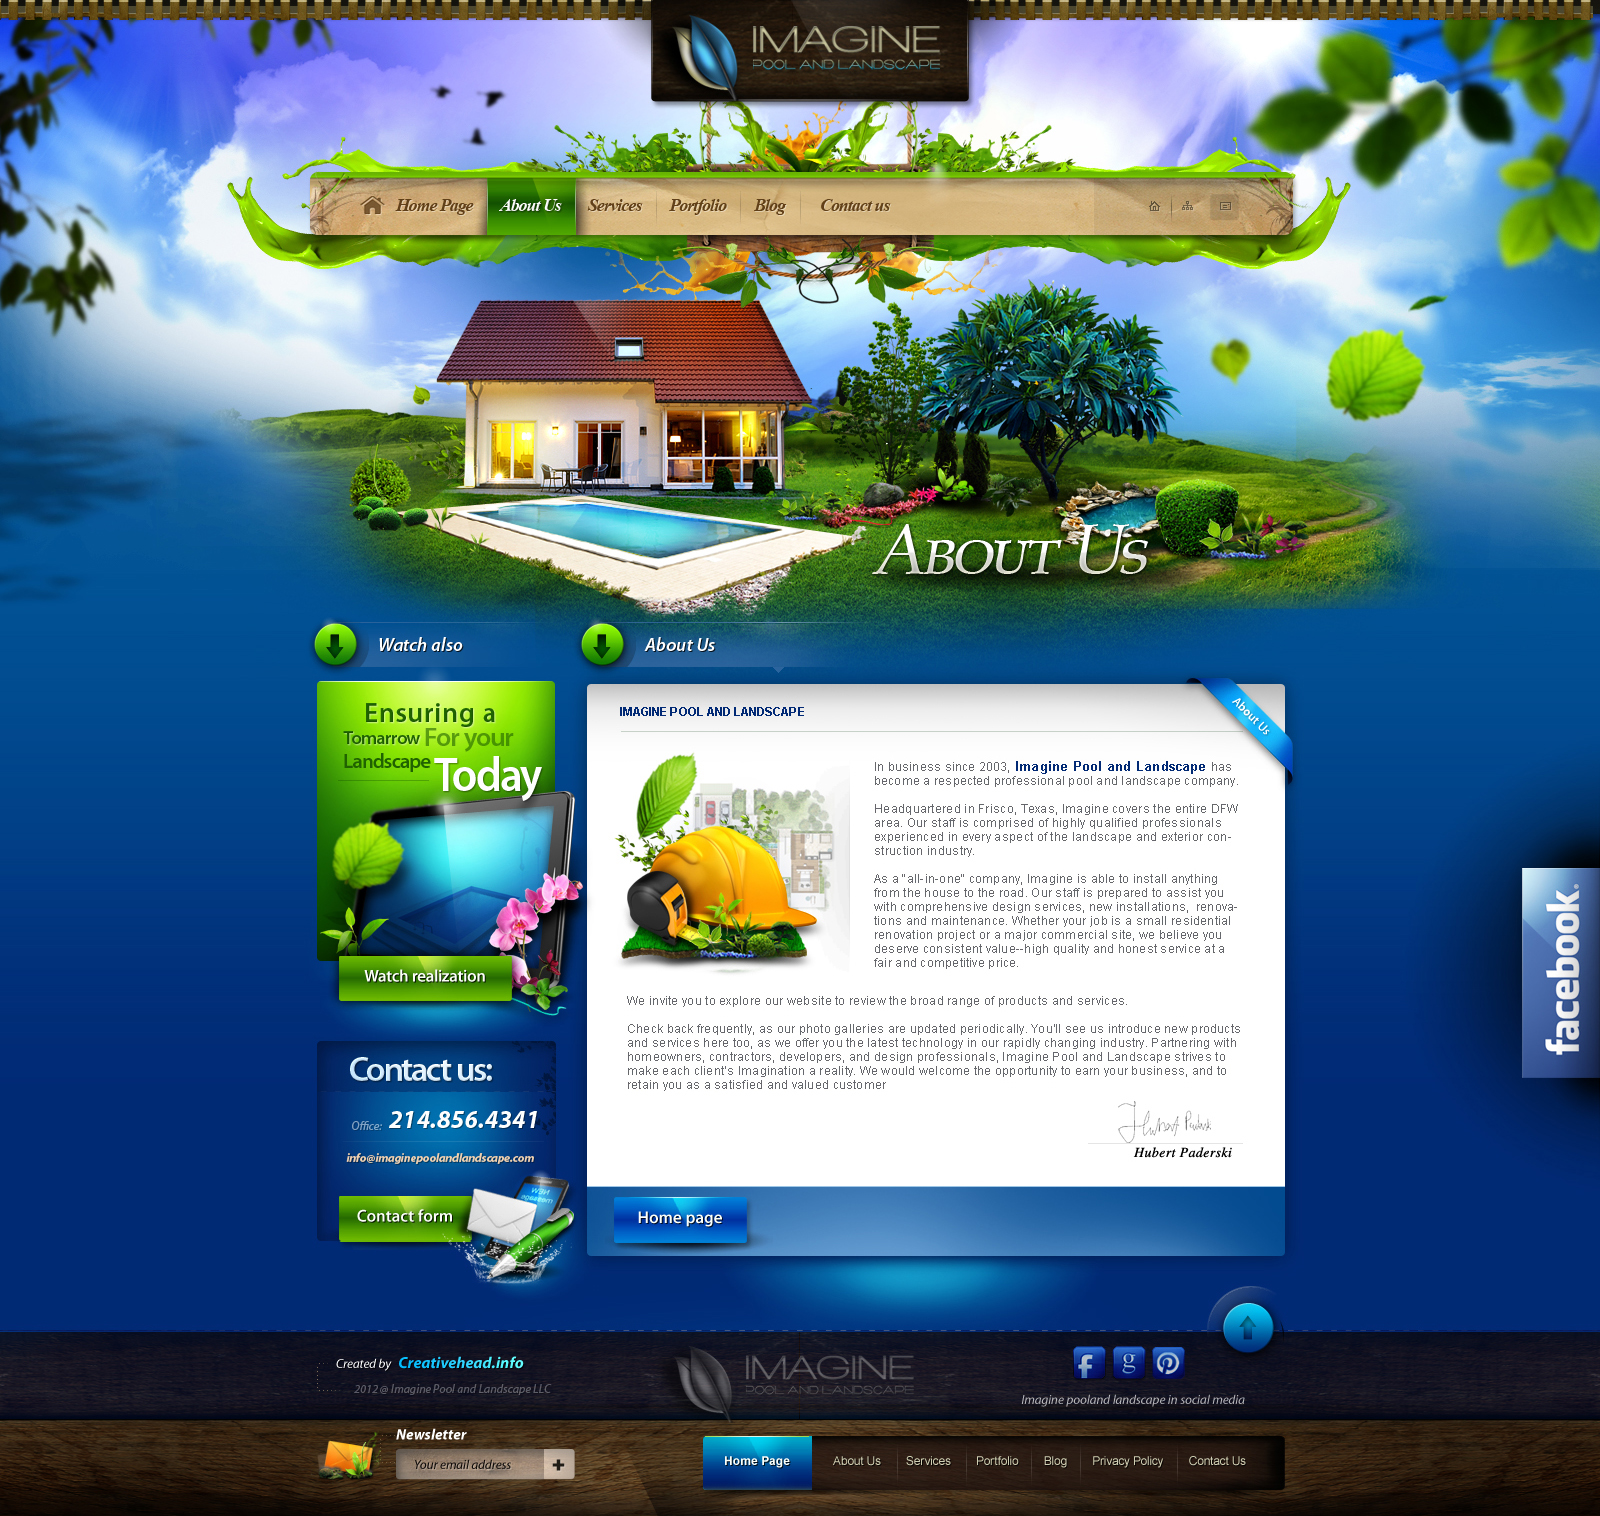 IMAGINE
POOL AND LANDSCAPE
Home Page
About Us
Services
Portfolio
Blog
Contact us
ABOUT US
Watch also
About Us
Ensuring a
Tomarrow For your
Landscape Today
Watch realization
Contact us:
Office: 214.856.4341
info@imaginepoolandlandscape.com
Contact form
IMAGINE POOL AND LANDSCAPE
About Us
In business since 2003, Imagine Pool and Landscape has
become a respected professional pool and landscape company.
Headquartered in Frisco, Texas, Imagine covers the entire DFW
area. Our staff is comprised of highly qualified professionals
experienced in every aspect of the landscape and exterior con-
struction industry.
As a "all-in-one" company, Imagine is able to install anything
from the house to the road. Our staff is prepared to assist you
with comprehensive design services, new installations, renova-
tions and maintenance. Whether your job is a small residential
renovation project or a major commercial site, we believe you
deserve consistent value--high quality and honest service at a
fair and competitive price.
We invite you to explore our website to review the broad range of products and services.
Check back frequently, as our photo galleries are updated periodically. You'll see us introduce new products
and services here too, as we offer you the latest technology in our rapidly changing industry. Partnering with
homeowners, contractors, developers, and design professionals, Imagine Pool and Landscape strives to
make each client's Imagination a reality. We would welcome the opportunity to earn your business, and to
retain you as a satisfied and valued customer
Hubert Paderski
Home page
facebook
Created by Creativehead.info
2012 @ Imagine Pool and Landscape LLC
IMAGINE
POOL AND LANDSCAPE
Imagine pooland landscape in social media
Newsletter
Your email address
Home Page
About Us
Services
Portfolio
Blog
Privacy Policy
Contact Us